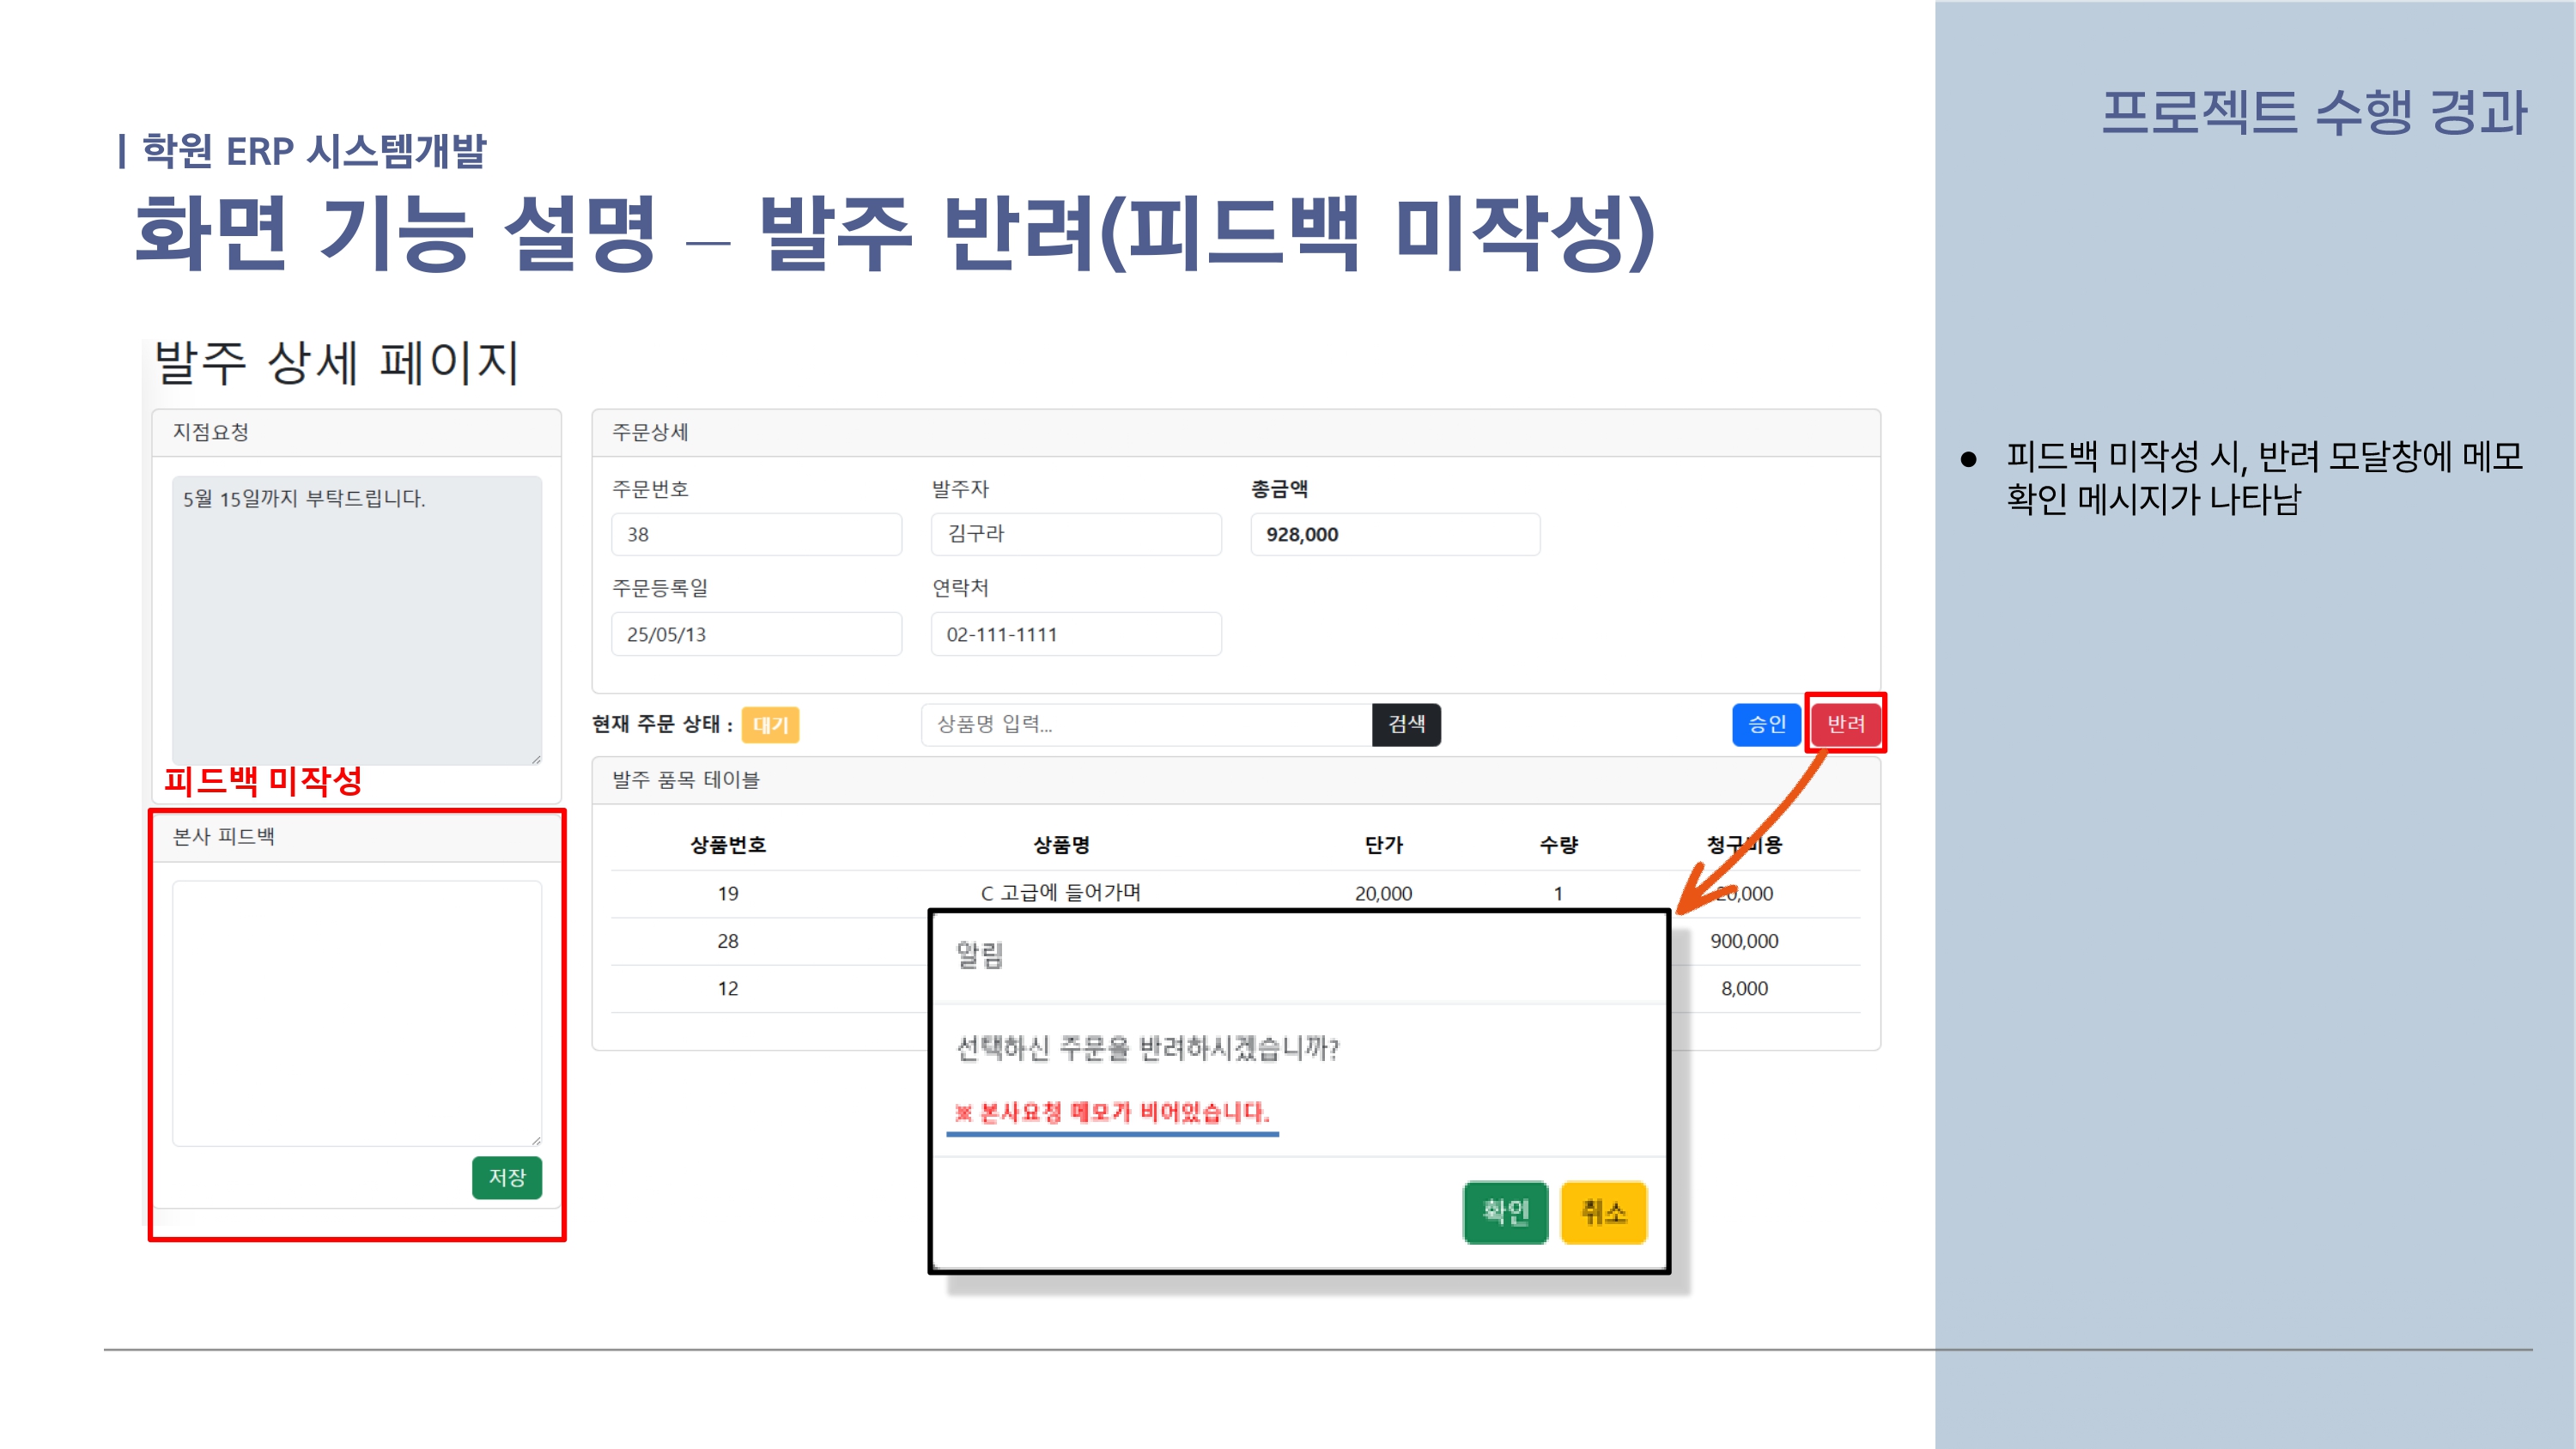 프로젝트 수행 경과
| 학원 ERP 시스템개발
화면 기능 설명 – 발주 반려(피드백 미작성)
발주 상세 페이지
지점요청
5월 15일까지 부탁드립니다.
피드백 미작성
본사 피드백
저장
주문상세
주문번호 발주자 총금액
38 김구라 928,000
주문등록일 연락처
25/05/13 02-111-1111
현재 주문 상태 : 대기 상품명 입력... 검색 승인 반려
발주 품목 테이블
상품번호 상품명 단가 수량 청구비용
19 C 고급에 들어가며 20,000 1 20,000
28 900,000
12 8,000
알림
선택하신 주문을 반려하시겠습니까?
※ 본사요청 메모가 비어있습니다.
확인 취소
● 피드백 미작성 시, 반려 모달창에 메모
확인 메시지가 나타남